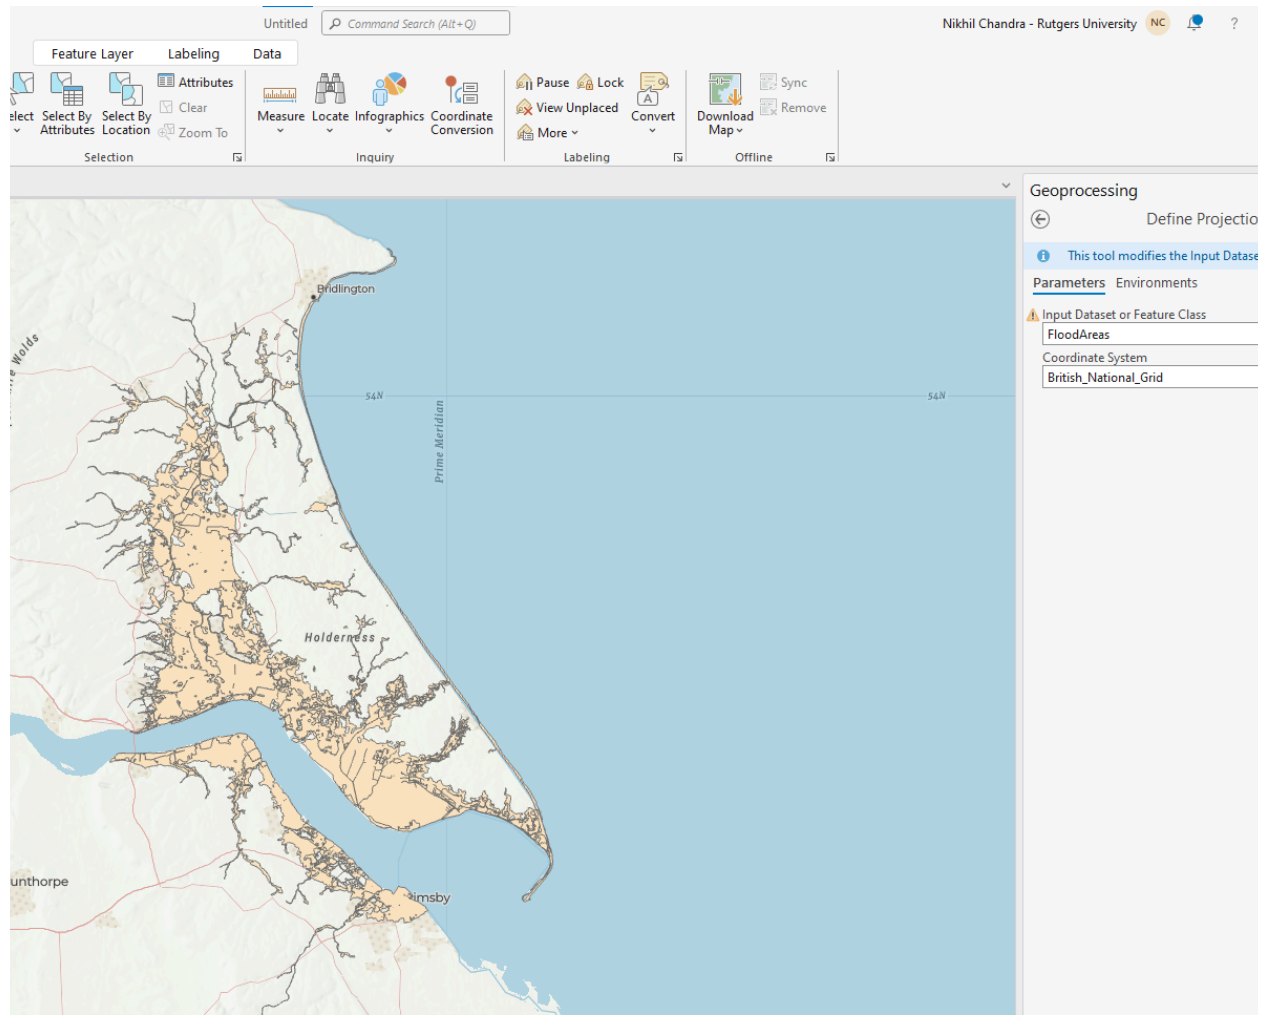 Untitled
Command Search (Alt+Q)
Nikhil Chandra - Rutgers University
NC
?
Feature Layer
Labeling
Data
elect
Select By
Attributes
Select By
Location
Attributes
Clear
Zoom To
Selection
Measure
Locate
Infographics
Coordinate
Conversion
Inquiry
Pause
Lock
View Unplaced
More
Convert
Labeling
Download
Map
Sync
Remove
Offline
Geoprocessing
Define Projectio
This tool modifies the Input Datase
Parameters
Environments
Input Dataset or Feature Class
FloodAreas
Coordinate System
British_National_Grid
Bridlington
Wolds
54N
54N
Prime Meridian
Holderness
unthorpe
imsby